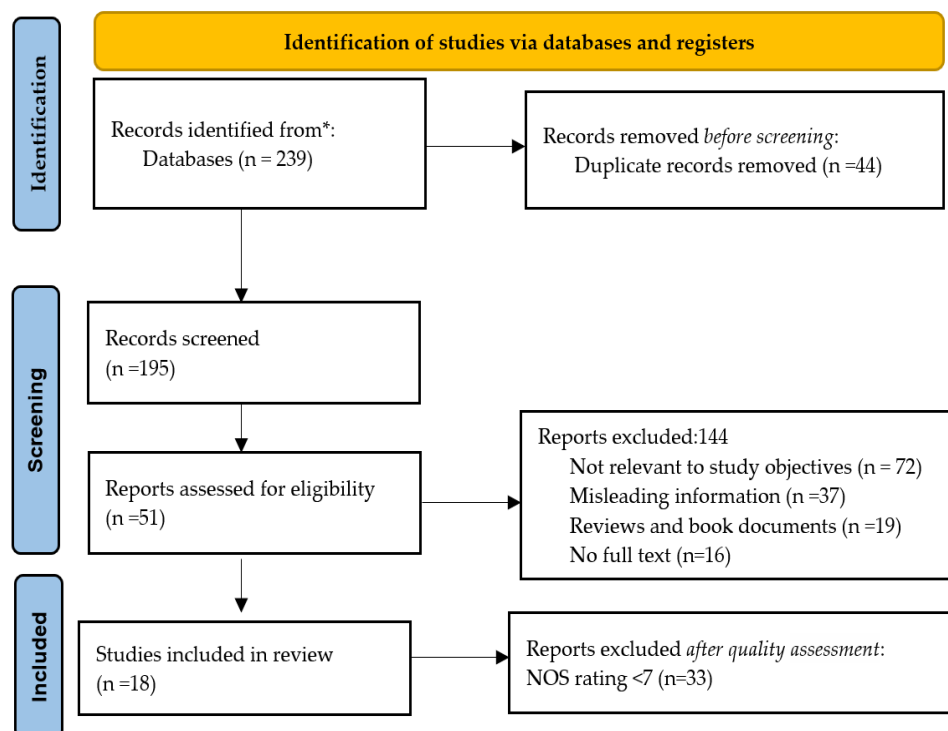 Identification of studies via databases and registers
Identification
Records identified from*:
Databases (n = 239)
Records removed before screening:
Duplicate records removed (n =44)
Screening
Records screened
(n =195)
Reports assessed for eligibility
(n =51)
Reports excluded:144
Not relevant to study objectives (n = 72)
Misleading information (n =37)
Reviews and book documents (n =19)
No full text (n=16)
Included
Studies included in review
(n =18)
Reports excluded after quality assessment:
NOS rating <7 (n=33)